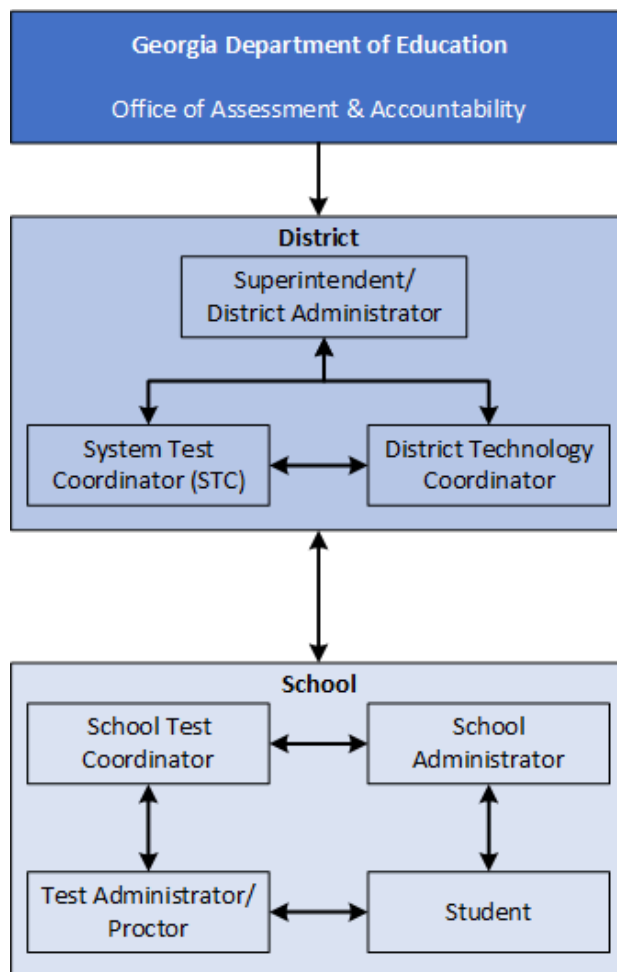 Georgia Department of Education
Office of Assessment & Accountability
District
Superintendent/
District Administrator
System Test
Coordinator (STC)
District Technology
Coordinator
School
School Test
Coordinator
School
Administrator
Test Administrator/
Proctor
Student